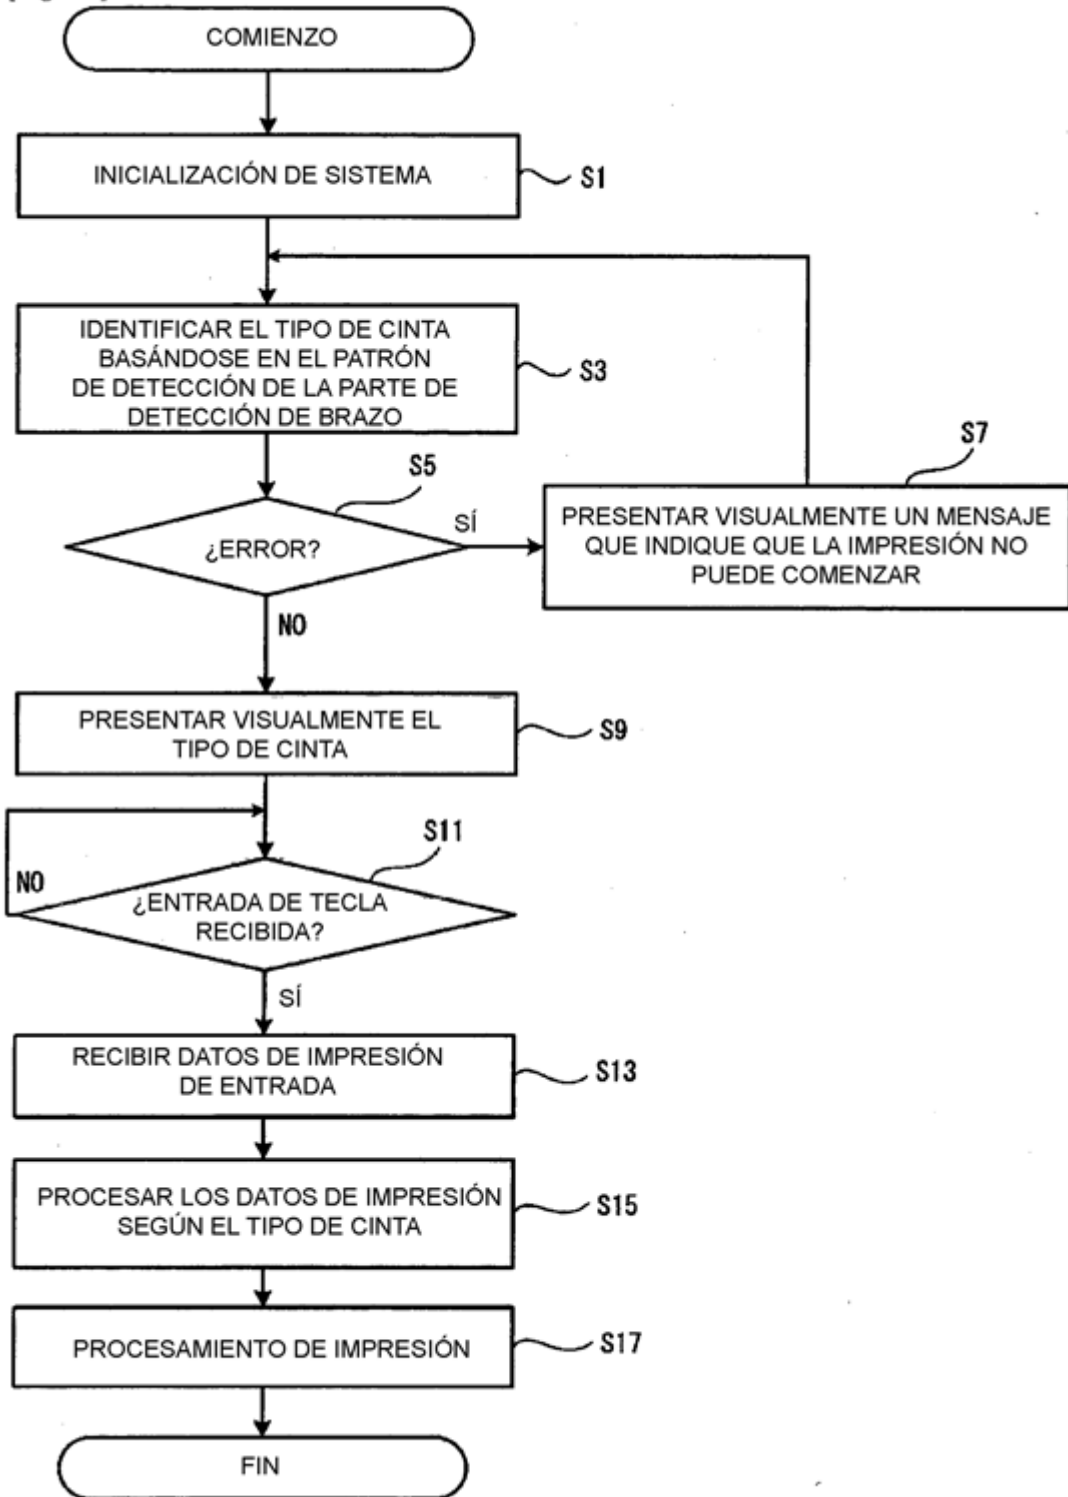 COMIENZO
INICIALIZACIÓN DE SISTEMA
S1
IDENTIFICAR EL TIPO DE CINTA
BASÁNDOSE EN EL PATRÓN
DE DETECCIÓN DE LA PARTE DE
DETECCIÓN DE BRAZO
S3
S5
¿ERROR?
SÍ
S7
PRESENTAR VISUALMENTE UN MENSAJE
QUE INDIQUE QUE LA IMPRESIÓN NO
PUEDE COMENZAR
NO
PRESENTAR VISUALMENTE EL
TIPO DE CINTA
S9
S11
NO
¿ENTRADA DE TECLA
RECIBIDA?
SÍ
RECIBIR DATOS DE IMPRESIÓN
DE ENTRADA
S13
PROCESAR LOS DATOS DE IMPRESIÓN
SEGÚN EL TIPO DE CINTA
S15
PROCESAMIENTO DE IMPRESIÓN
S17
FIN